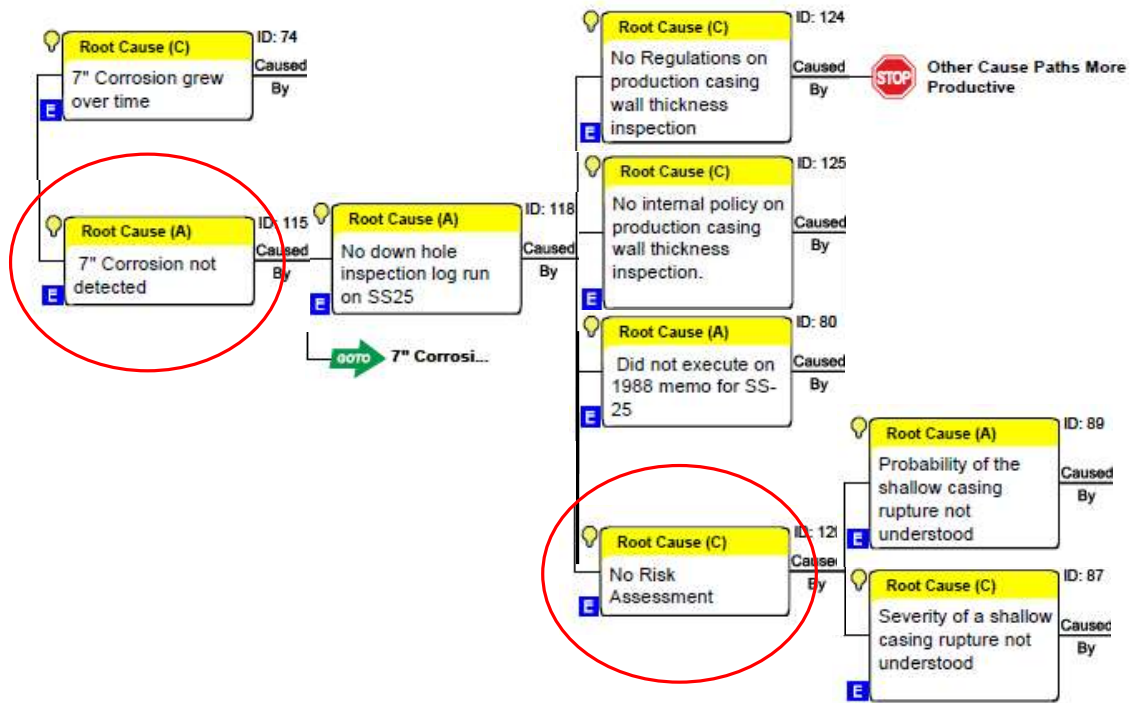 Root Cause (C)
ID: 74
7" Corrosion grew
over time
Caused
By
E
Root Cause (A)
ID: 115
7" Corrosion not
detected
Caused
By
E
Root Cause (A)
ID: 118
No down hole
inspection log run
on SS25
Caused
By
E
GOTO 7" Corrosi...
Root Cause (C)
ID: 124
No Regulations on
production casing
wall thickness
inspection
Caused
By
E
STOP
Other Cause Paths More
Productive
Root Cause (C)
ID: 125
No internal policy on
production casing
wall thickness
inspection.
Caused
By
E
Root Cause (A)
ID: 80
Did not execute on
1988 memo for SS-
25
Caused
By
E
Root Cause (C)
No Risk
Assessment
By
E
Root Cause (A)
ID: 89
Probability of the
shallow casing
rupture not
understood
Caused
By
E
Root Cause (C)
ID: 87
Severity of a shallow
casing rupture not
understood
Caused
By
E